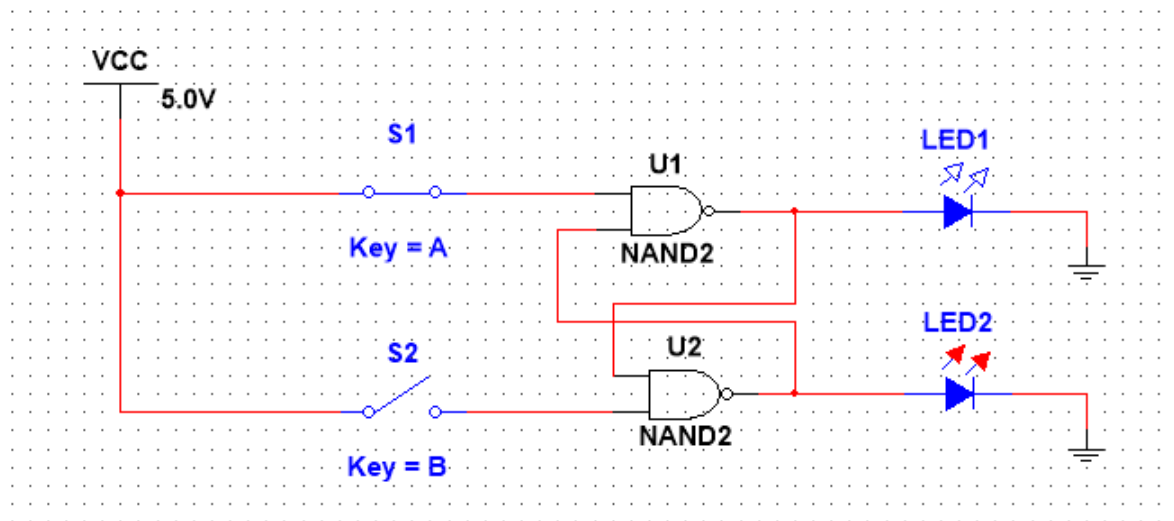 VCC
5.0V
S1
Key = A
U1
NAND2
LED1
S2
Key = B
U2
NAND2
LED2